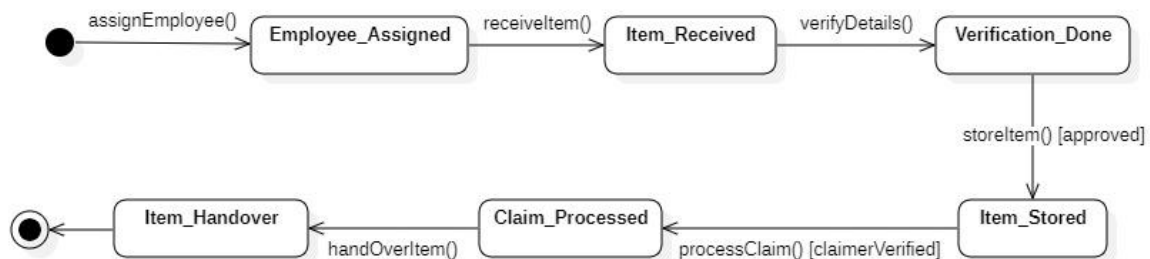 assignEmployee()
Employee_Assigned
receiveItem()
Item_Received
verifyDetails()
Verification_Done
storeItem() [approved]
Item_Stored
processClaim() [claimerVerified]
Claim_Processed
handOverItem()
Item_Handover